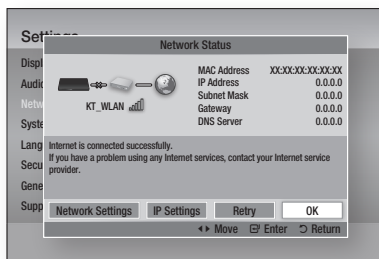 Settings
Network Status
Displ
Audio
Netw
Syste
Lang
Secu
Gene
Supp
MAC Address XX:XX:XX:XX:XX:XX
IP Address 0.0.0.0
Subnet Mask 0.0.0.0
Gateway 0.0.0.0
DNS Server 0.0.0.0
KT_WLAN
Internet is connected successfully.
If you have a problem using any Internet services, contact your Internet service
provider.
Network Settings IP Settings Retry OK
Move Enter Return